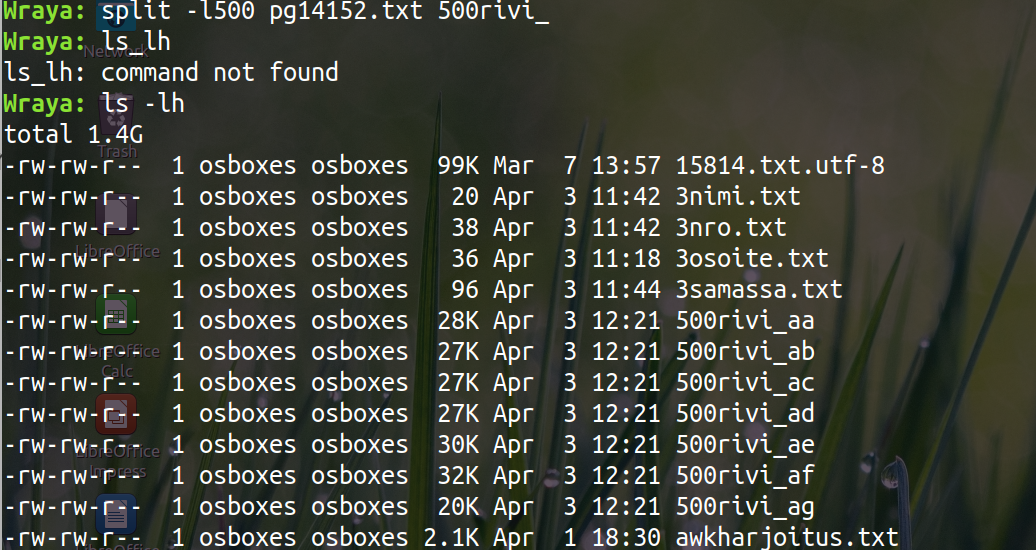 Wraya: split -l500 pg14152.txt 500rivi_
Wraya: ls_lh
ls_lh: command not found
Wraya: ls -lh
total 1.4G
-rw-rw-r--  1 osboxes osboxes  99K Mar  7 13:57 15814.txt.utf-8
-rw-rw-r--  1 osboxes osboxes   20 Apr  3 11:42 3nimi.txt
-rw-rw-r--  1 osboxes osboxes   38 Apr  3 11:42 3nro.txt
-rw-rw-r--  1 osboxes osboxes   36 Apr  3 11:18 3osoite.txt
-rw-rw-r--  1 osboxes osboxes   96 Apr  3 11:44 3samassa.txt
-rw-rw-r--  1 osboxes osboxes  28K Apr  3 12:21 500rivi_aa
-rw-rw-r--  1 osboxes osboxes  27K Apr  3 12:21 500rivi_ab
-rw-rw-r--  1 osboxes osboxes  27K Apr  3 12:21 500rivi_ac
-rw-rw-r--  1 osboxes osboxes  27K Apr  3 12:21 500rivi_ad
-rw-rw-r--  1 osboxes osboxes  30K Apr  3 12:21 500rivi_ae
-rw-rw-r--  1 osboxes osboxes  32K Apr  3 12:21 500rivi_af
-rw-rw-r--  1 osboxes osboxes  20K Apr  3 12:21 500rivi_ag
-rw-rw-r--  1 osboxes osboxes 2.1K Apr  1 18:30 awkharjoitus.txt
Network
Trash
LibreOffice
LibreOffice
Calc
LibreOffice
Impress
LibreOffice